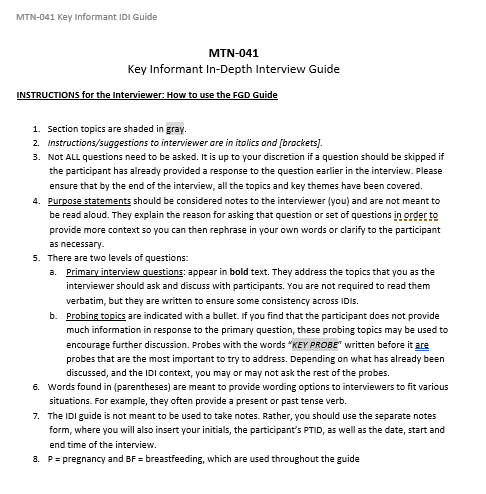 MTN-041 Key Informant IDI Guide
MTN-041
Key Informant In-Depth Interview Guide
INSTRUCTIONS for the Interviewer: How to use the FGD Guide
1. Section topics are shaded in gray.
2. Instructions/suggestions to interviewer are in italics and [brackets].
3. Not ALL questions need to be asked. It is up to your discretion if a question should be skipped if
the participant has already provided a response to the question earlier in the interview. Please
ensure that by the end of the interview, all the topics and key themes have been covered.
4. Purpose statements should be considered notes to the interviewer (you) and are not meant to
be read aloud. They explain the reason for asking that question or set of questions in order to
provide more context so you can then rephrase in your own words or clarify to the participant
as necessary.
5. There are two levels of questions:
a. Primary interview questions: appear in bold text. They address the topics that you as the
interviewer should ask and discuss with participants. You are not required to read them
verbatim, but they are written to ensure some consistency across IDIs.
b. Probing topics are indicated with a bullet. If you find that the participant does not provide
much information in response to the primary question, these probing topics may be used to
encourage further discussion. Probes with the words "KEY PROBE" written before it are
probes that are the most important to try to address. Depending on what has already been
discussed, and the IDI context, you may or may not ask the rest of the probes.
6. Words found in (parentheses) are meant to provide wording options to interviewers to fit various
situations. For example, they often provide a present or past tense verb.
7. The IDI guide is not meant to be used to take notes. Rather, you should use the separate notes
form, where you will also insert your initials, the participant's PTID, as well as the date, start and
end time of the interview.
8. P = pregnancy and BF = breastfeeding, which are used throughout the guide